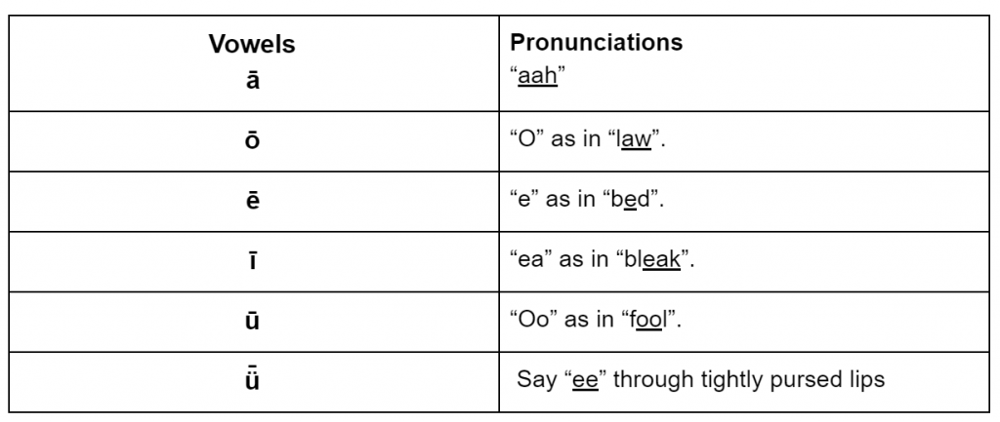 Vowels Pronunciations
ā “aah”
ō “O” as in “law”.
ē “e” as in “bed”.
ī “ea” as in “bleak”.
ū “Oo” as in “fool”.
ǖ Say “ee” through tightly pursed lips